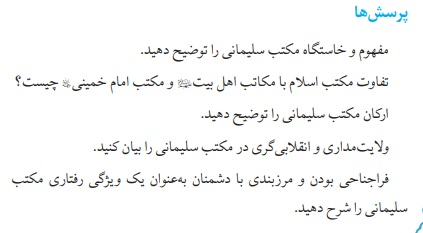 پرسش‌ها
مفهوم و خاستگاه مکتب سلیمانی را توضیح دهید.
تفاوت مکتب اسلام با مکاتب اهل بیت و مکتب امام خمینی چیست؟
ارکان مکتب سلیمانی را توضیح دهید.
ولایت‌مداری و انقلابی‌گری در مکتب سلیمانی را بیان کنید.
فراجناحی بودن و مرزبندی با دشمنان به‌عنوان یک ویژگی رفتاری مکتب
سلیمانی را شرح دهید.